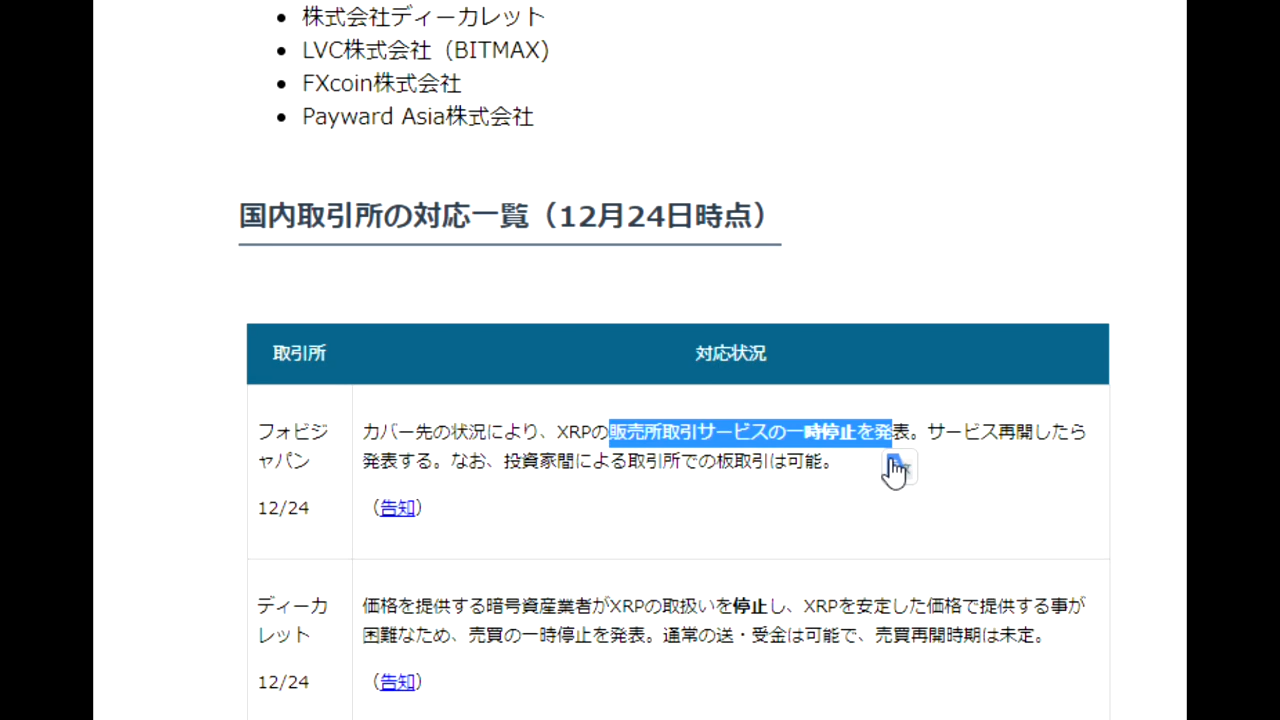 株式会社ディーカレット
LVC株式会社（BITMAX)
FXcoin株式会社
Payward Asia株式会社
国内取引所の対応一覧（12月24日時点）
取引所
対応状況
フォビジ
ャパン
12/24
カバー先の状況により、XRPの販売所取引サービスの一時停止を発表。サービス再開したら
発表する。なお、投資家間による取引所での板取引は可能。
（告知）
ディーカ
レット
12/24
価格を提供する暗号資産業者がXRPの取扱いを停止し、XRPを安定した価格で提供する事が
困難なため、売買の一時停止を発表。通常の送・受金は可能で、売買再開時期は未定。
（告知）